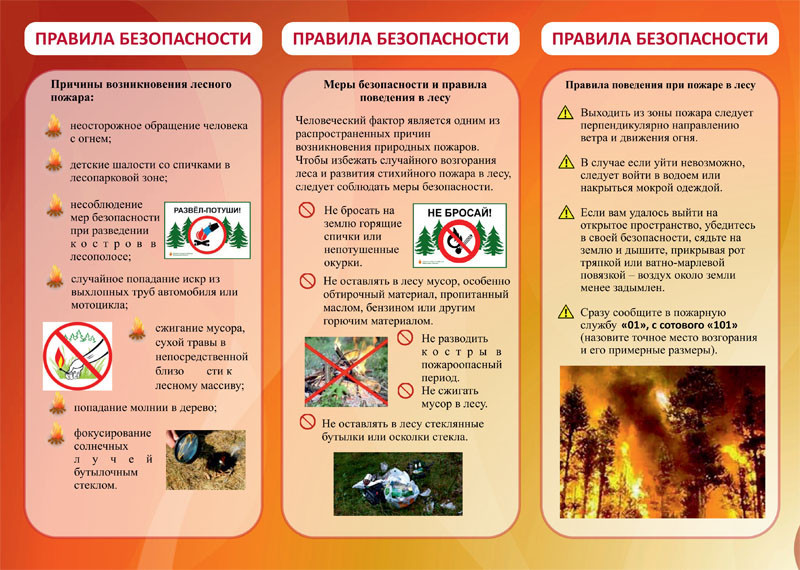 ПРАВИЛА БЕЗОПАСНОСТИ
Причины возникновения лесного
пожара:
неосторожное обращение человека
с огнем;
детские шалости со спичками в
лесопарковой зоне;
несоблюдение
мер безопасности
при разведении
костров в
лесополосе;
РАЗВЁЛ-ПОТУШИ!
случайное попадание искр из
выхлопных труб автомобиля или
мотоцикла;
сжигание мусора,
сухой травы в
непосредственной
близо сти к
лесному массиву;
попадание молнии в дерево;
фокусирование
солнечных
лучей
бутылочным
стеклом.
ПРАВИЛА БЕЗОПАСНОСТИ
Меры безопасности и правила
поведения в лесу
Человеческий фактор является одним из
распространенных причин
возникновения природных пожаров.
Чтобы избежать случайного возгорания
леса и развития стихийного пожара в лесу,
следует соблюдать меры безопасности.
Не бросать на
землю горящие
спички или
непотушенные
окурки.
НЕ БРОСАЙ!
Не оставлять в лесу мусор, особенно
обтирочный материал, пропитанный
маслом, бензином или другим
горючим материалом.
Не разводить
костры в
пожароопасный
период.
Не сжигать
мусор в лесу.
Не оставлять в лесу стеклянные
бутылки или осколки стекла.
ПРАВИЛА БЕЗОПАСНОСТИ
Правила поведения при пожаре в лесу
Выходить из зоны пожара следует
перпендикулярно направлению
ветра и движения огня.
В случае если уйти невозможно,
следует войти в водоем или
накрыться мокрой одеждой.
Если вам удалось выйти на
открытое пространство, убедитесь
в своей безопасности, сядьте на
землю и дышите, прикрывая рот
тряпкой или ватно-марлевой
повязкой – воздух около земли
менее задымлен.
Сразу сообщите в пожарную
службу «01», с сотового «101»
(назовите точное место возгорания
и его примерные размеры).